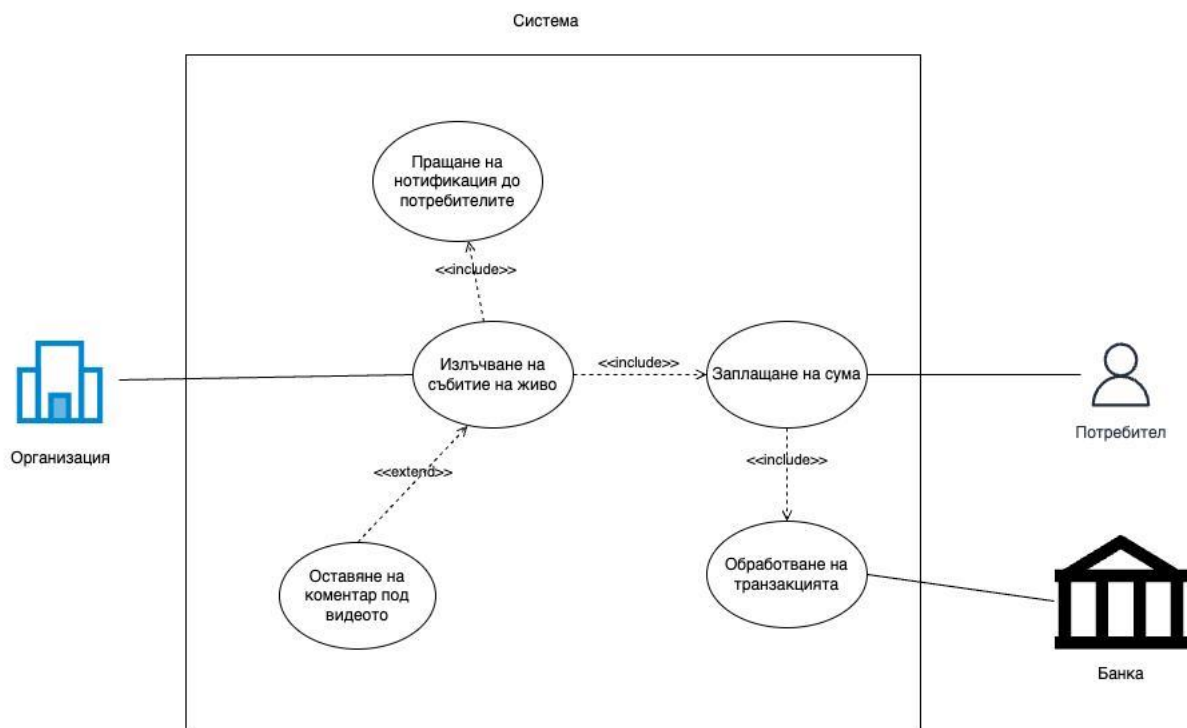 Система
Пращане на
нотификация до
потребителите
<<include>>
Организация
Излъчване на
събитие на живо
<<include>>
Заплащане на сума
Потребител
<<extend>>
<<include>>
Оставяне на
коментар под
видеото
Обработване на
транзакцията
Банка